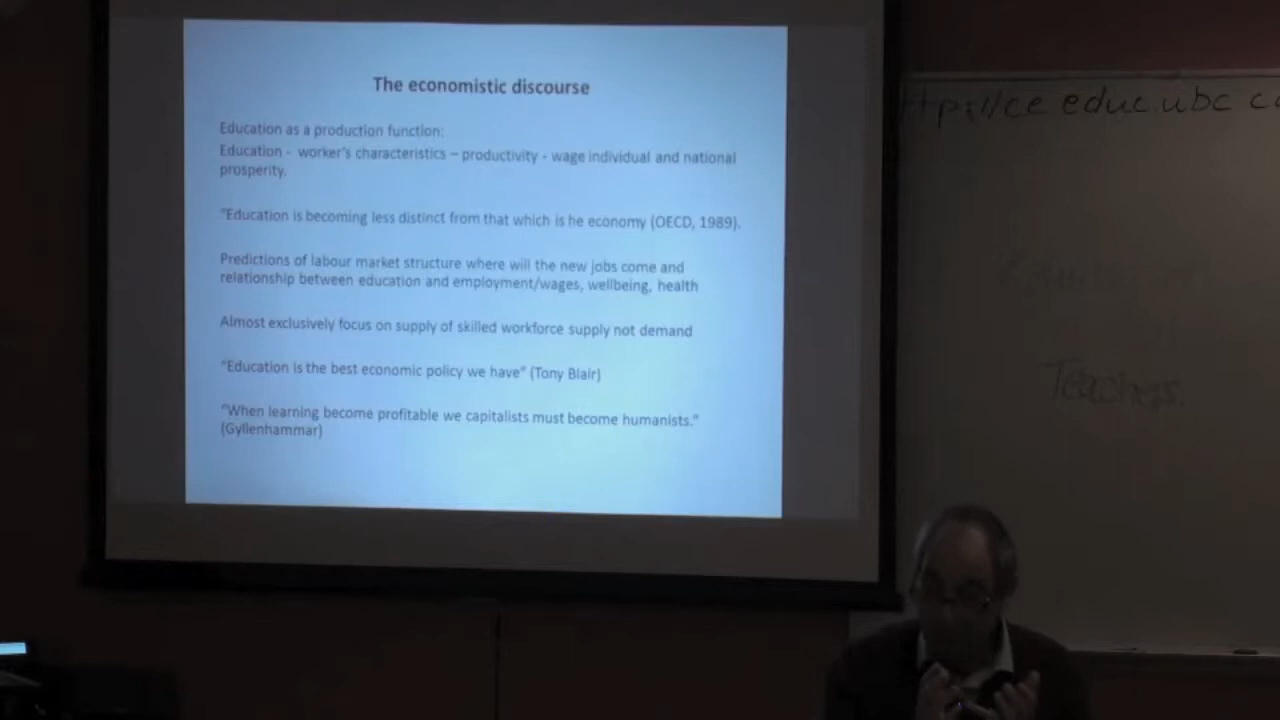 The economistic discourse
Education as a production function:
Education - worker's characteristics – productivity - wage individual and national
prosperity.
"Education is becoming less distinct from that which is he economy (OECD, 1989).
Predictions of labour market structure where will the new jobs come and
relationship between education and employment/wages, wellbeing, health
Almost exclusively focus on supply of skilled workforce supply not demand
"Education is the best economic policy we have" (Tony Blair)
"When learning become profitable we capitalists must become humanists."
(Gyllenhammar)
ttp://ce educ.ubc c
Teachers.